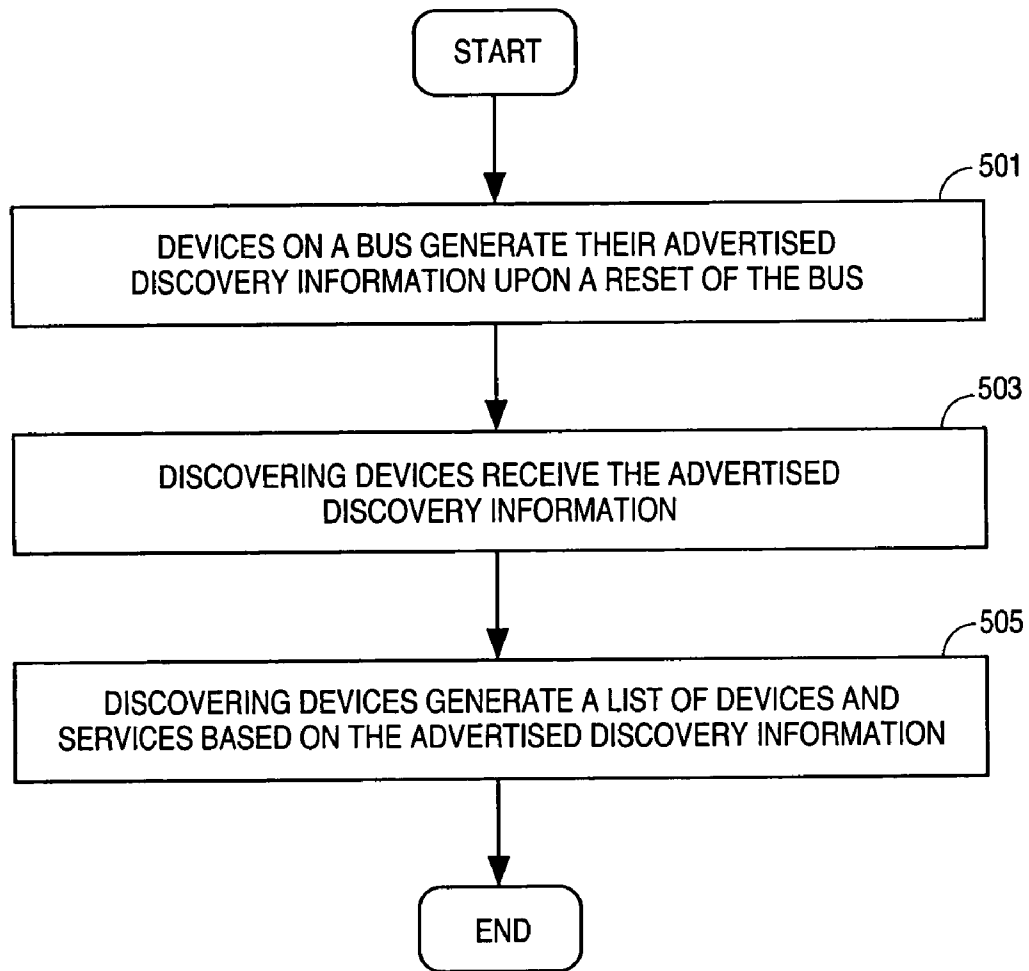 START
501
DEVICES ON A BUS GENERATE THEIR ADVERTISED
DISCOVERY INFORMATION UPON A RESET OF THE BUS
503
DISCOVERING DEVICES RECEIVE THE ADVERTISED
DISCOVERY INFORMATION
505
DISCOVERING DEVICES GENERATE A LIST OF DEVICES AND
SERVICES BASED ON THE ADVERTISED DISCOVERY INFORMATION
END